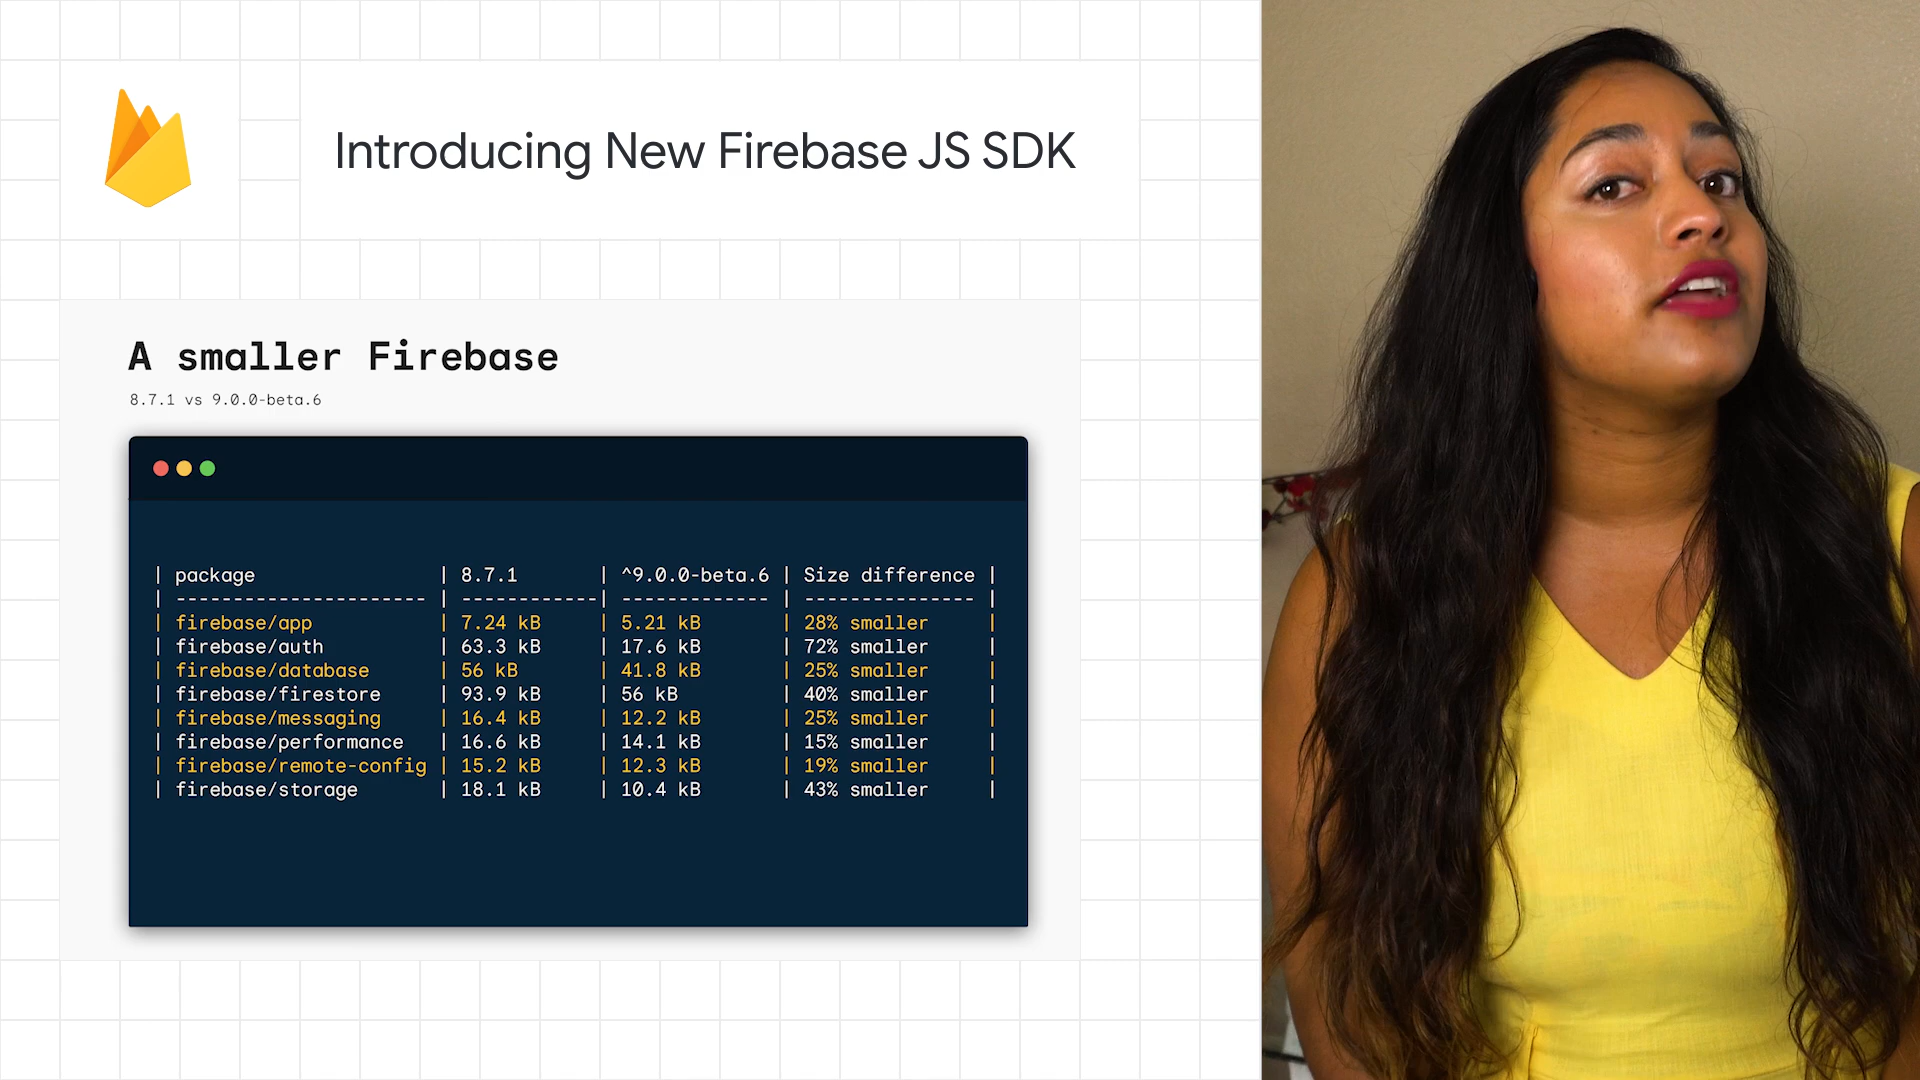 Introducing New Firebase JS SDK
A smaller Firebase
8.7.1 vs 9.0.0-beta.6
| package | 8.7.1 | ^9.0.0-beta.6 | Size difference |
| ---------------------- | ------------| ------------- | --------------- |
| firebase/app | 7.24 kB | 5.21 kB | 28% smaller |
| firebase/auth | 63.3 kB | 17.6 kB | 72% smaller |
| firebase/database | 56 kB | 41.8 kB | 25% smaller |
| firebase/firestore | 93.9 kB | 56 kB | 40% smaller |
| firebase/messaging | 16.4 kB | 12.2 kB | 25% smaller |
| firebase/performance | 16.6 kB | 14.1 kB | 15% smaller |
| firebase/remote-config | 15.2 kB | 12.3 kB | 19% smaller |
| firebase/storage | 18.1 kB | 10.4 kB | 43% smaller |